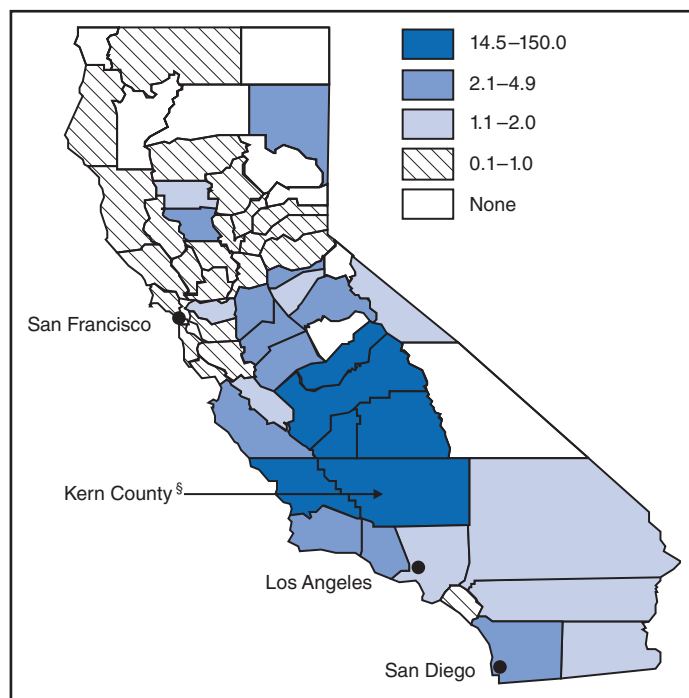 14.5–150.0
2.1–4.9
1.1–2.0
0.1–1.0
None
San Francisco
Kern County§
Los Angeles
San Diego